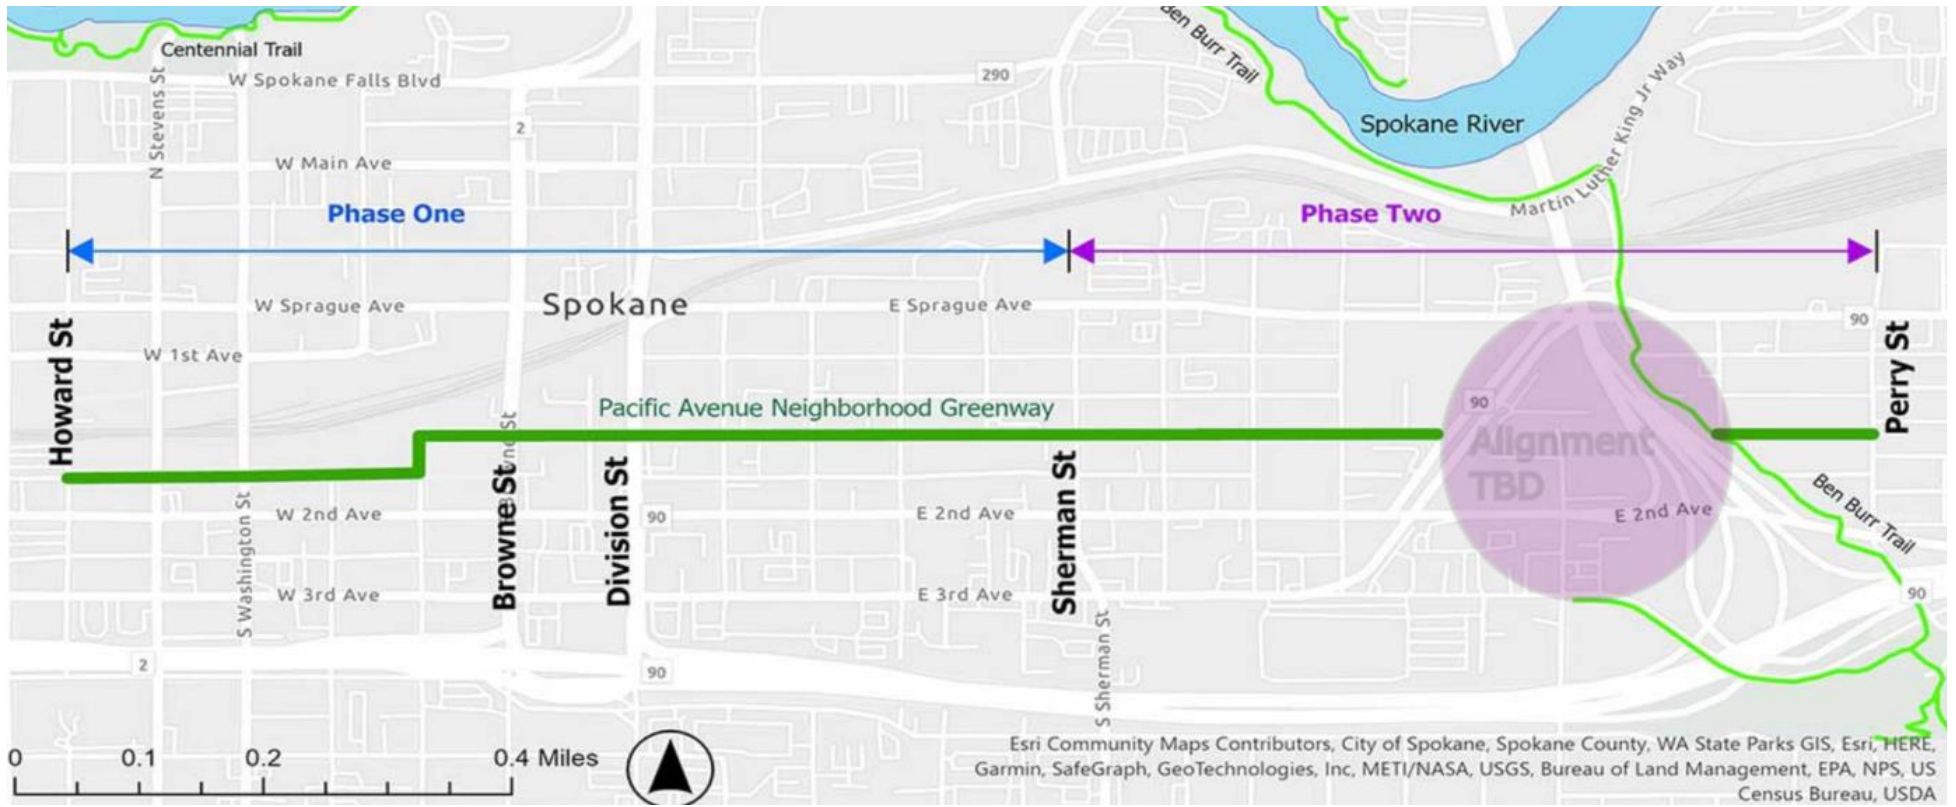 Ben Burr Trail
Centennial Trail
W Spokane Falls Blvd
290
N Stevens St
2
Spokane River
Martin Luther King Jr Way
W Main Ave
Phase One
Phase Two
W Sprague Ave
Spokane
E Sprague Ave
90
Howard St
W 1st Ave
Perry St
Pacific Avenue Neighborhood Greenway
90
Alignment
TBD
Browne St
Division St
Sherman St
S Washington St
W 2nd Ave
90
E 2nd Ave
E 2nd Ave
Ben Burr Trail
W 3rd Ave
E 3rd Ave
90
S Sherman St
2
90
0 0.1 0.2 0.4 Miles
Esri Community Maps Contributors, City of Spokane, Spokane County, WA State Parks GIS, Esri, HERE,
Garmin, SafeGraph, GeoTechnologies, Inc, METI/NASA, USGS, Bureau of Land Management, EPA, NPS, US
Census Bureau, USDA